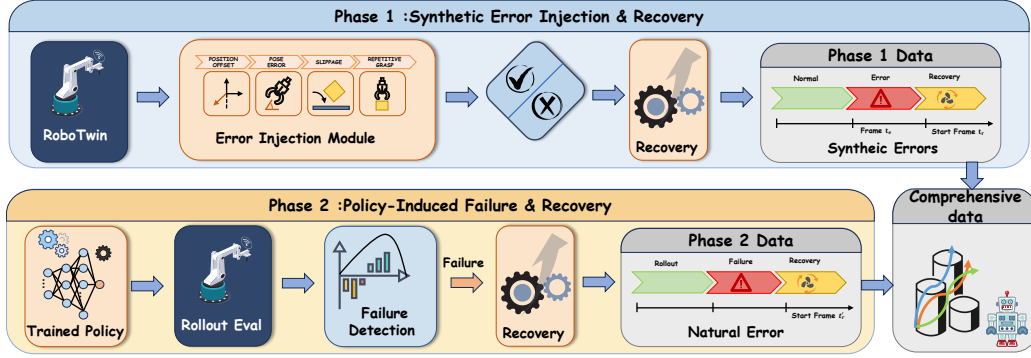 Phase 1 :Synthetic Error Injection & Recovery
RoboTwin
POSITION OFFSET
POSE ERROR
SLIPPAGE
REPETITIVE GRASP
Error Injection Module
Recovery
Phase 1 Data
Normal
Error
Recovery
Frame tₑ
Start Frame tᵣ
Syntheic Errors
Phase 2 :Policy-Induced Failure & Recovery
Trained Policy
Rollout Eval
Failure
Detection
Failure
Recovery
Phase 2 Data
Rollout
Failure
Recovery
Start Frame t'ᵣ
Natural Error
Comprehensive
data